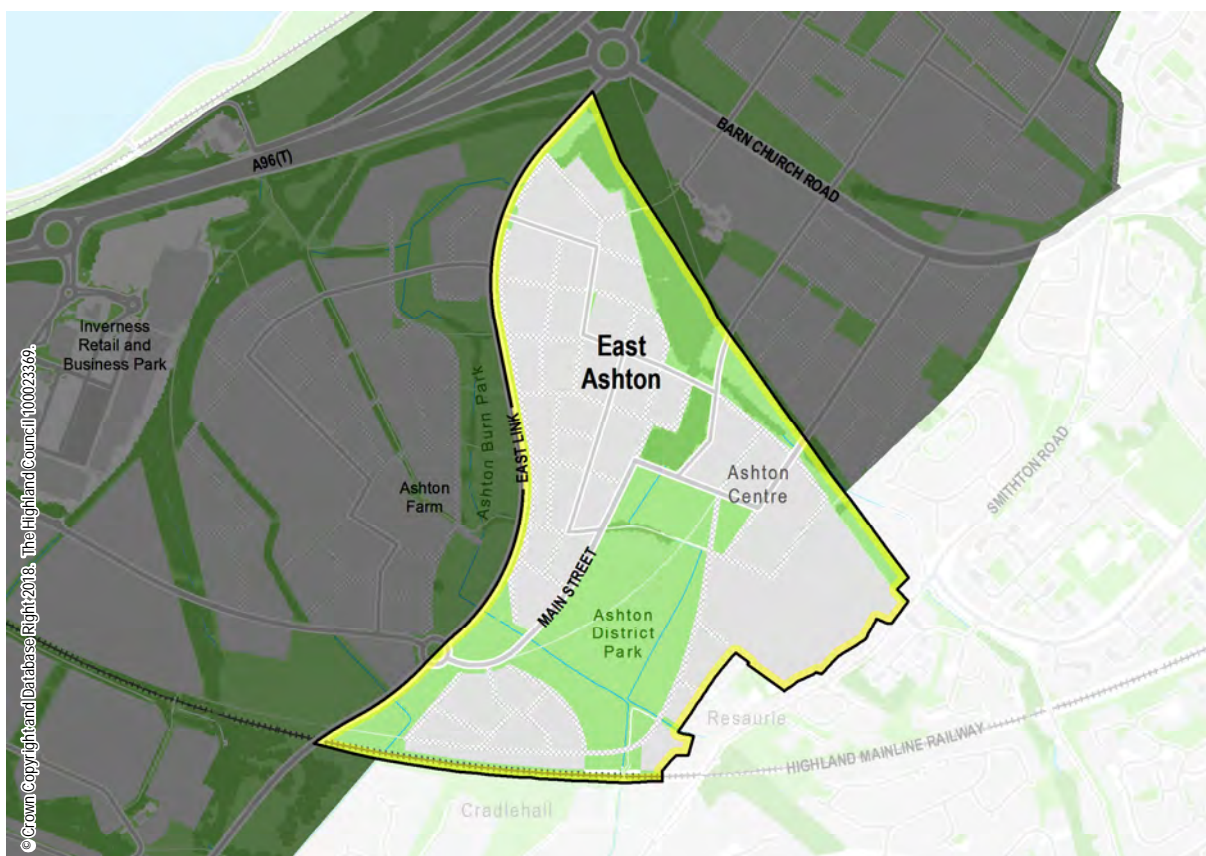 A96(T)
BARN CHURCH ROAD
Inverness
Retail and
Business Park
East
Ashton
EAST LINK
Ashton Burn Park
Ashton
Farm
Ashton
Centre
SMITHTON ROAD
MAIN STREET
Ashton
District
Park
Resaurie
HIGHLAND MAINLINE RAILWAY
Cradlehall
© Crown Copyright and Database Right 2018. The Highland Council 100023369.